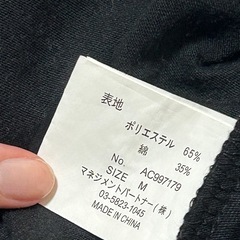 表地
ポリエステル 65%
綿 35%
No. AC997179
SIZE M
マネジメントパートナー(株)
03-5823-1045
MADE IN CHINA